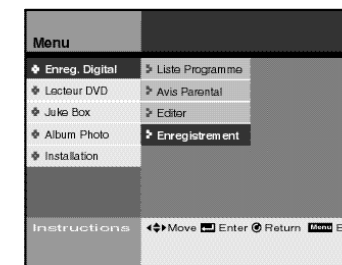 Menu
Enreg. Digital
Liste Programme
Lecteur DVD
Avis Parental
Juke Box
Editer
Album Photo
Enregistrement
Installation
Instructions
Move Enter Return Menu E